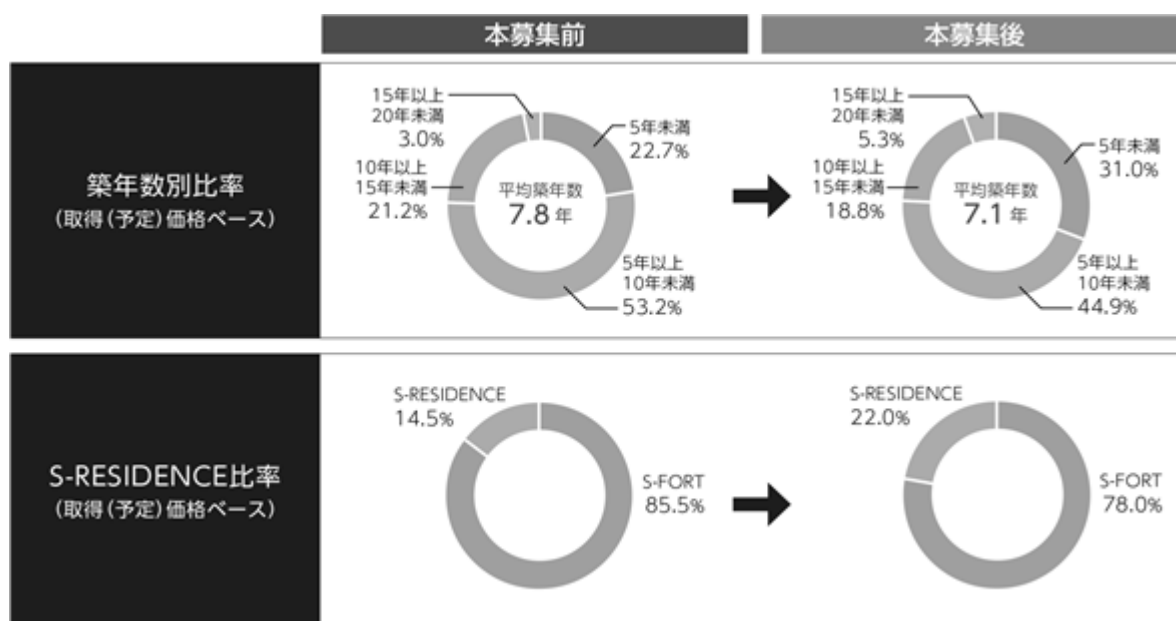 本募集前
本募集後
築年数別比率
(取得(予定)価格ベース)
15年以上
20年未満
3.0%
5年未満
22.7%
10年以上
15年未満
21.2%
平均築年数
7.8 年
5年以上
10年未満
53.2%
15年以上
20年未満
5.3%
5年未満
31.0%
10年以上
15年未満
18.8%
平均築年数
7.1 年
5年以上
10年未満
44.9%
S-RESIDENCE比率
(取得(予定)価格ベース)
S-RESIDENCE
14.5%
S-FORT
85.5%
S-RESIDENCE
22.0%
S-FORT
78.0%